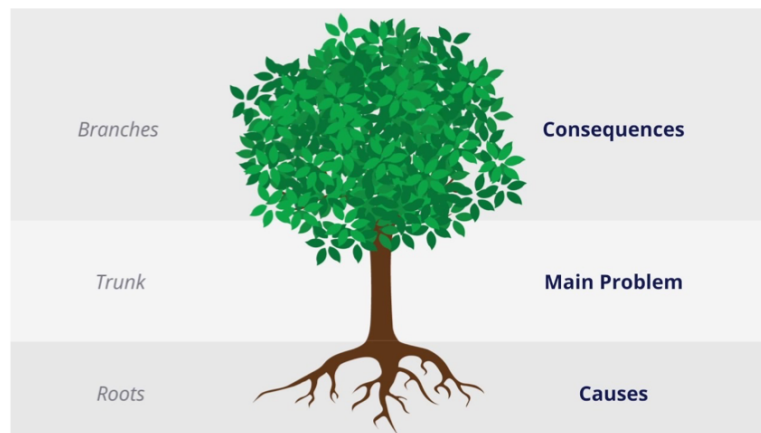 Branches
Consequences
Trunk
Main Problem
Roots
Causes